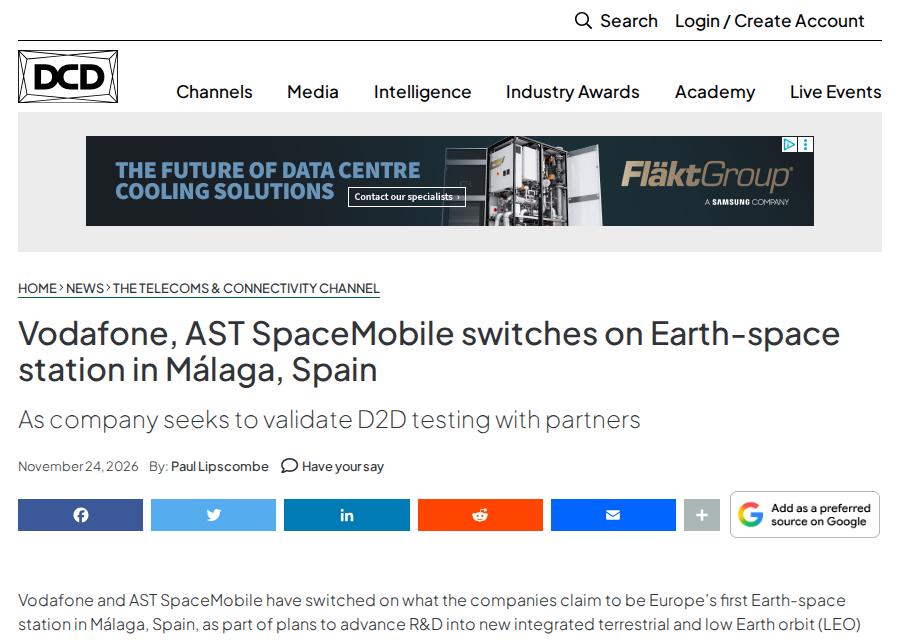 Search Login / Create Account
DCD
Channels Media Intelligence Industry Awards Academy Live Events
THE FUTURE OF DATA CENTRE
COOLING SOLUTIONS
Contact our specialists ›
FläktGroup®
A SAMSUNG COMPANY
HOME > NEWS > THE TELECOMS & CONNECTIVITY CHANNEL
Vodafone, AST SpaceMobile switches on Earth-space
station in Málaga, Spain
As company seeks to validate D2D testing with partners
November 24, 2026 By: Paul Lipscombe Have your say
Add as a preferred
source on Google
Vodafone and AST SpaceMobile have switched on what the companies claim to be Europe's first Earth-space
station in Málaga, Spain, as part of plans to advance R&D into new integrated terrestrial and low Earth orbit (LEO)